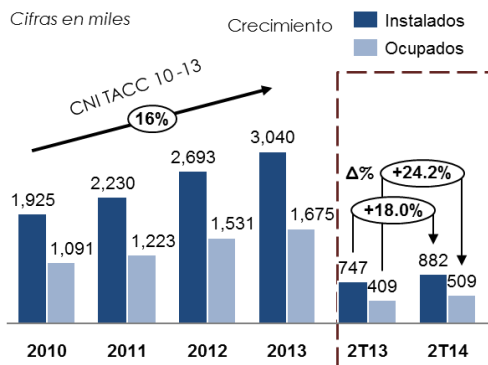 Cifras en miles
Crecimiento
Instalados
Ocupados
CNI TACC 10-13
16%
1,925
1,091
2,230
1,223
2,693
1,531
3,040
1,675
Δ%
+24.2%
+18.0%
747
409
882
509
2010
2011
2012
2013
2T13
2T14